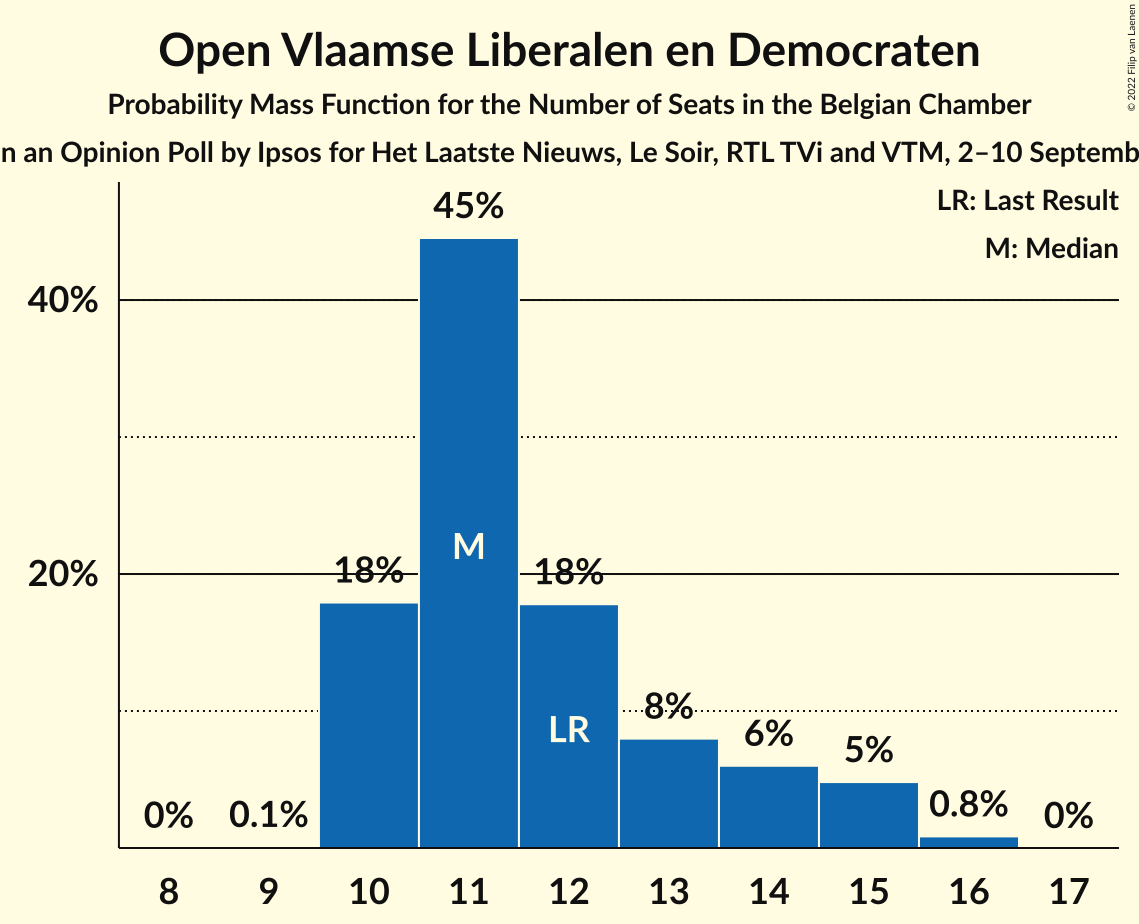 Open Vlaamse Liberalen en Democraten
Probability Mass Function for the Number of Seats in the Belgian Chamber
an Opinion Poll by Ipsos for Het Laatste Nieuws, Le Soir, RTL TVi and VTM, 2–10
LR: Last Result
M: Median
© 2022 Filip van Laenen
45%
40%
M
20%
18%
18%
LR
8%
6%
5%
0%
0.1%
0.8%
0%
8 9 10 11 12 13 14 15 16 17